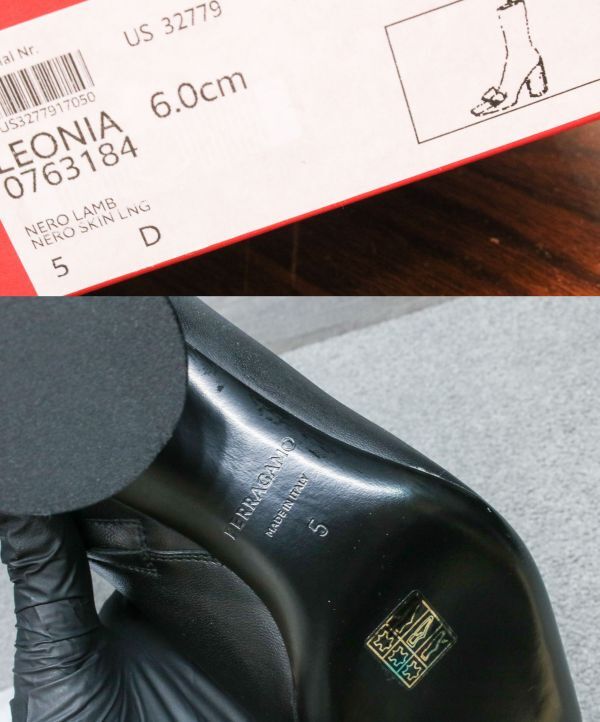 ial Nr.
US 32779
US3277917050
LEONIA
6.0cm
0763184
NERO LAMB
NERO SKIN LNG
5 D
FERRAGAMO
MADE IN ITALY
5